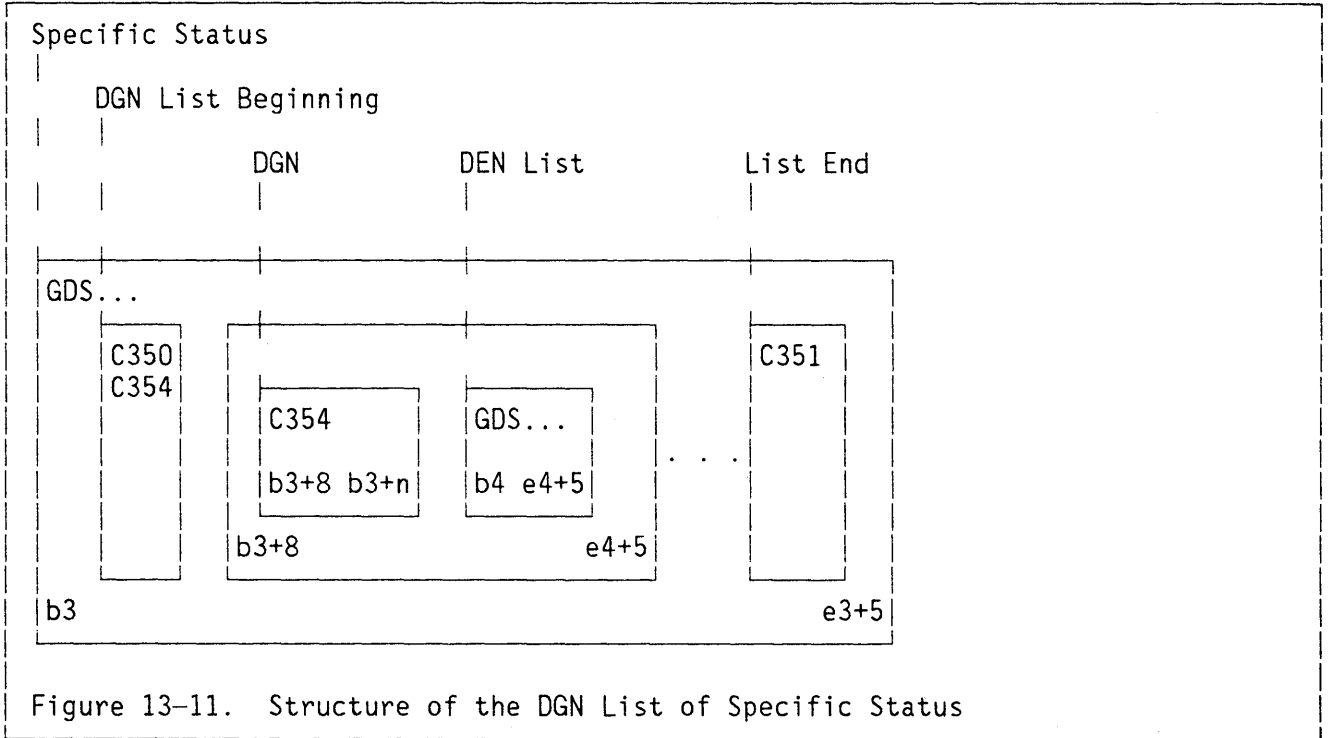 Specific Status
DGN List Beginning
DGN DEN List List End
GDS...
C350 C351
C354
C354 GDS...
. . .
b3+8 b3+n b4 e4+5
b3+8 e4+5
b3 e3+5
Figure 13–11. Structure of the DGN List of Specific Status